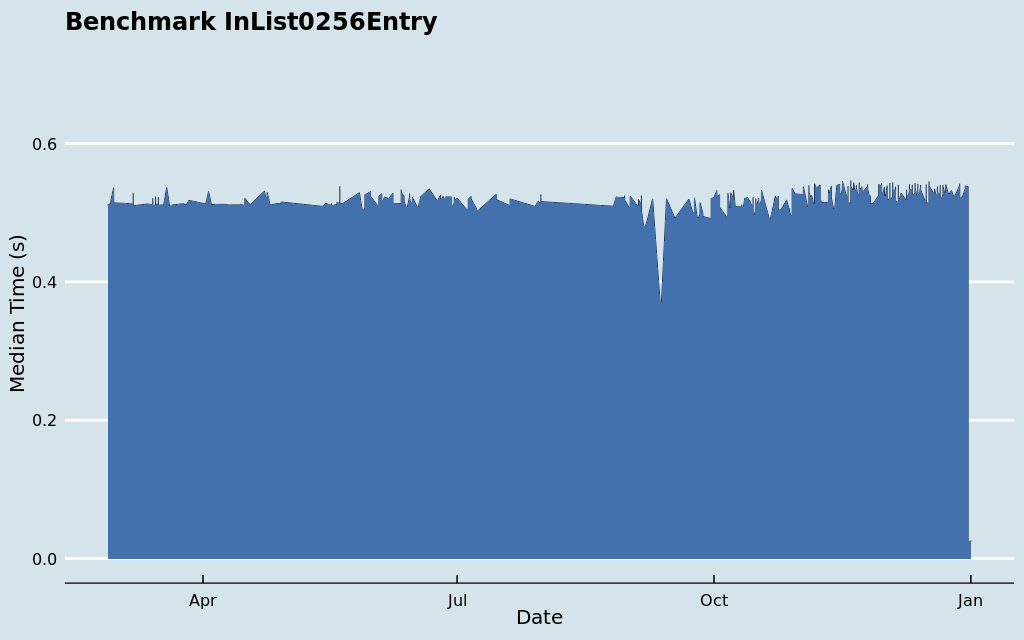 Benchmark InList0256Entry
0.6
0.4
0.2
0.0
Median Time (s)
Apr
Jul
Oct
Jan
Date